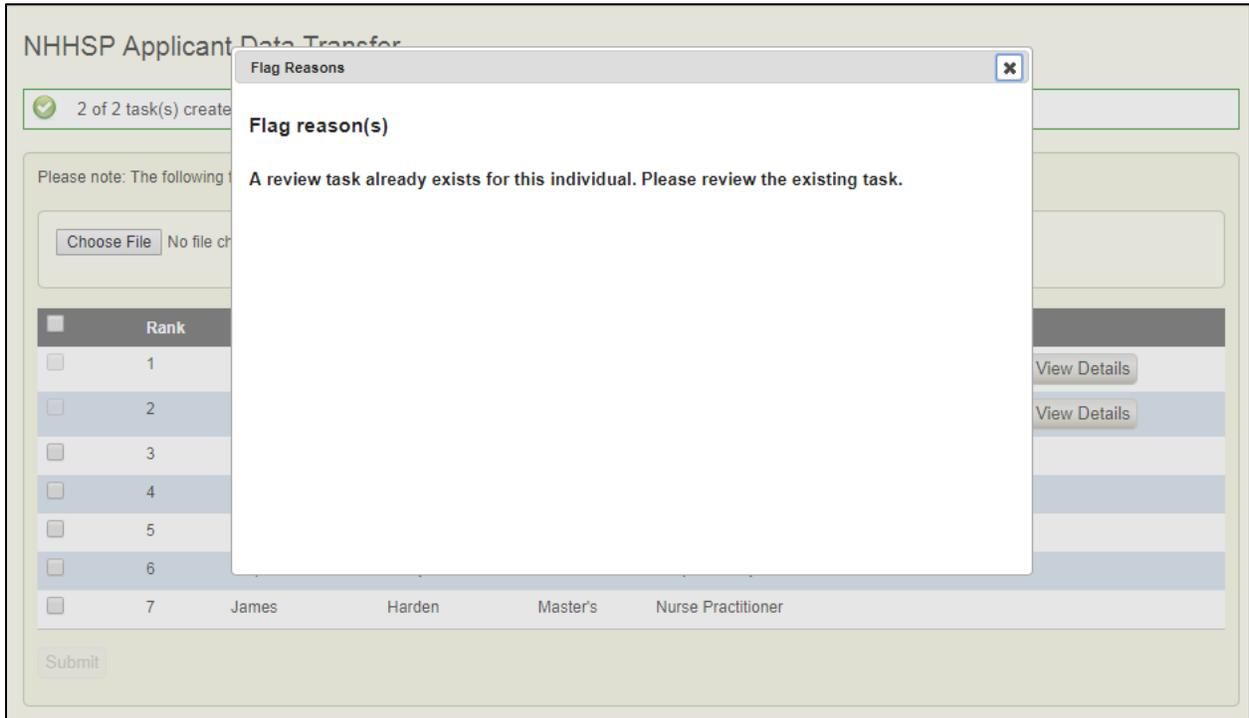 NHHSP Applicant Data Transfer
Flag Reasons
2 of 2 task(s) create
Flag reason(s)
Please note: The following
A review task already exists for this individual. Please review the existing task.
Choose File No file ch
Rank
1 View Details
2 View Details
3
4
5
6
7 James Harden Master's Nurse Practitioner
Submit